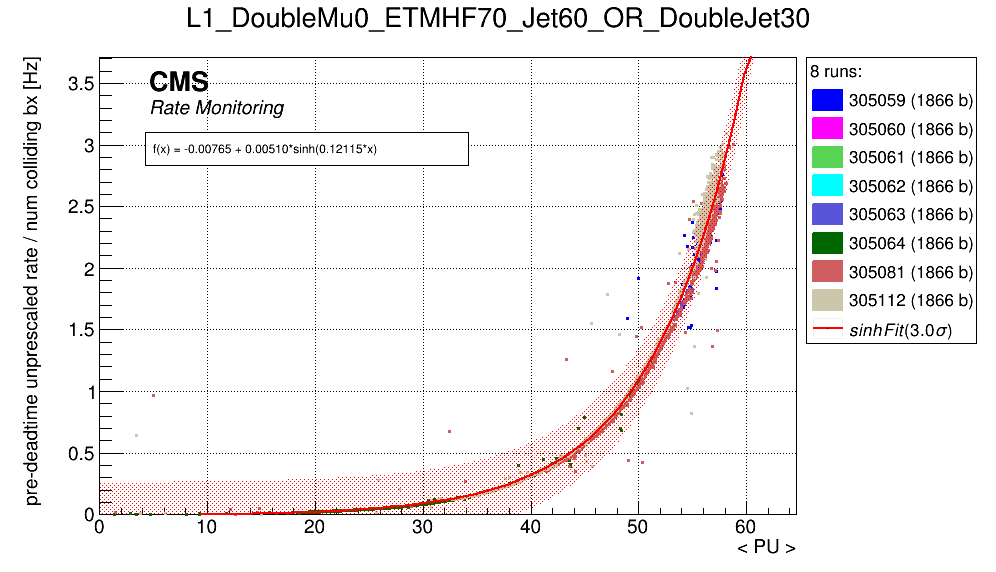 L1_DoubleMu0_ETMHF70_Jet60_OR_DoubleJet30
pre-deadtime unprescaled rate / num colliding bx [Hz]
CMS
Rate Monitoring
f(x) = -0.00765 + 0.00510*sinh(0.12115*x)
3.5
3
2.5
2
1.5
1
0.5
0
0
10
20
30
40
50
60
< PU >
8 runs:
305059 (1866 b)
305060 (1866 b)
305061 (1866 b)
305062 (1866 b)
305063 (1866 b)
305064 (1866 b)
305081 (1866 b)
305112 (1866 b)
sinhFit(3.0σ)